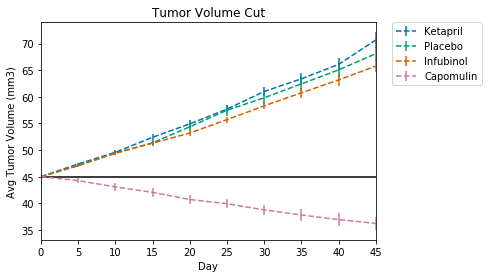 Tumor Volume Cut
Avg Tumor Volume (mm3)
70
65
60
55
50
45
40
35
0 5 10 15 20 25 30 35 40 45
Day
Ketapril
Placebo
Infubinol
Capomulin